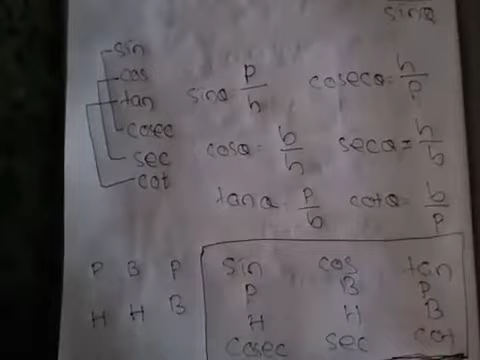 sinθ
sin
cos
tan
cosec
sec
cot
sinθ = p/h cosecθ = h/p
cosθ = b/h secθ = h/b
tanθ = p/b cotθ = b/p
P B P
H H B
sin cos tan
P B P
H H B
cosec sec cot